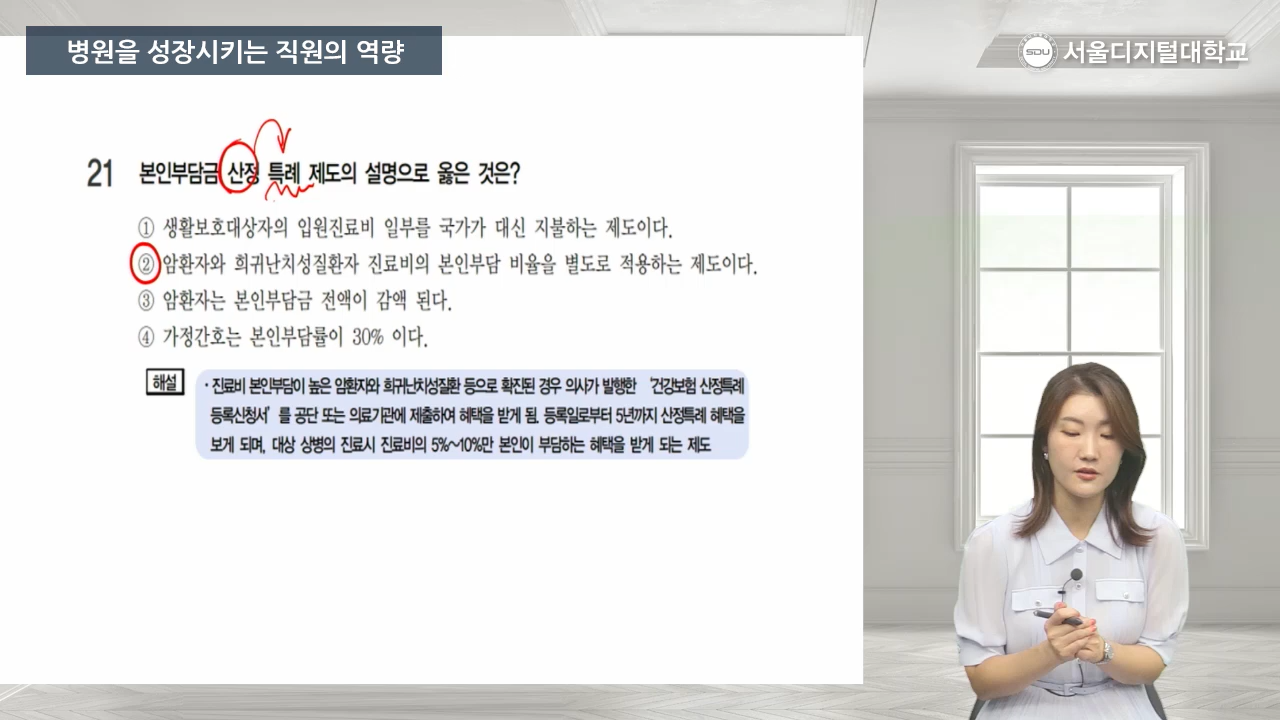 병원을 성장시키는 직원의 역량
SDU 서울디지털대학교
21 본인부담금 산정 특례 제도의 설명으로 옳은 것은?
① 생활보호대상자의 입원진료비 일부를 국가가 대신 지불하는 제도이다.
② 암환자와 희귀난치성질환자 진료비의 본인부담 비율을 별도로 적용하는 제도이다.
③ 암환자는 본인부담금 전액이 감액 된다.
④ 가정간호는 본인부담률이 30% 이다.
해설 · 진료비 본인부담이 높은 암환자와 희귀난치성질환 등으로 확진된 경우 의사가 발행한 ‘건강보험 산정특례
등록신청서’ 를 공단 또는 의료기관에 제출하여 혜택을 받게 됨. 등록일로부터 5년까지 산정특례 혜택을
보게 되며, 대상 상병의 진료시 진료비의 5%~10%만 본인이 부담하는 혜택을 받게 되는 제도